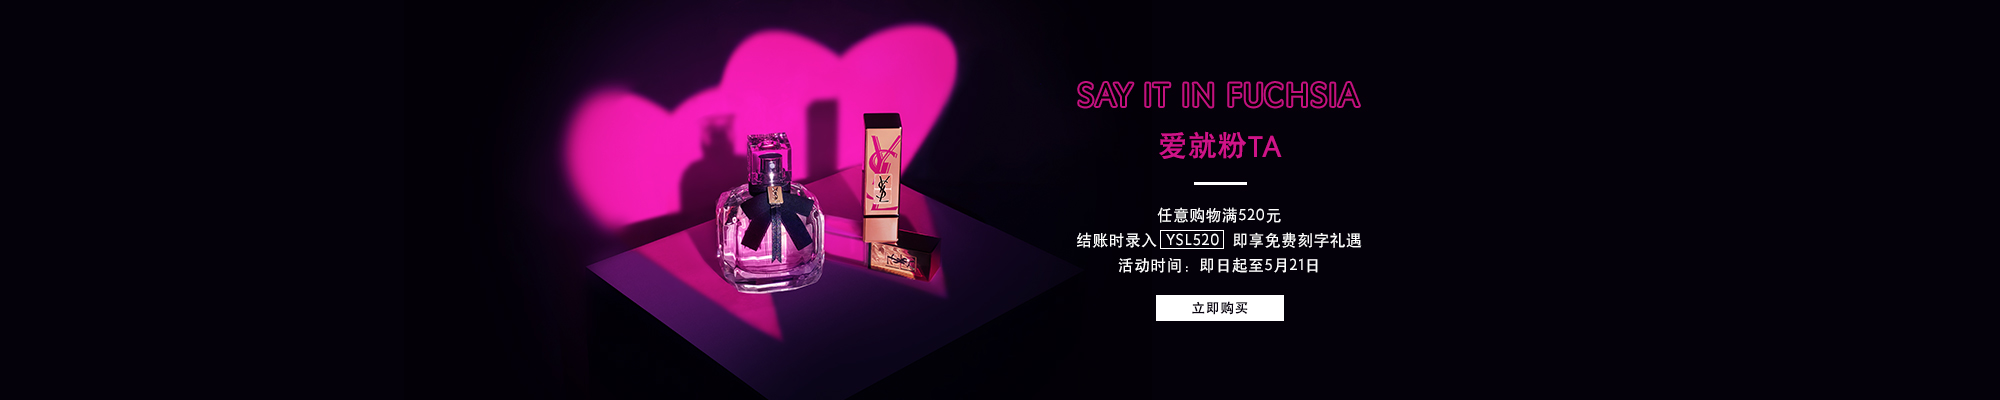 SAY IT IN FUCHSIA
爱就粉TA
任意购物满520元
结账时录入 YSL520 即享免费刻字礼遇
活动时间：即日起至5月21日
立即购买
YSL